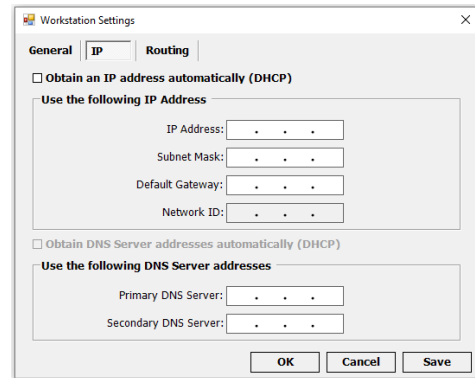 Workstation Settings
General IP Routing
Obtain an IP address automatically (DHCP)
Use the following IP Address
IP Address: . . .
Subnet Mask: . . .
Default Gateway: . . .
Network ID: . . .
Obtain DNS Server addresses automatically (DHCP)
Use the following DNS Server addresses
Primary DNS Server: . . .
Secondary DNS Server: . . .
OK Cancel Save